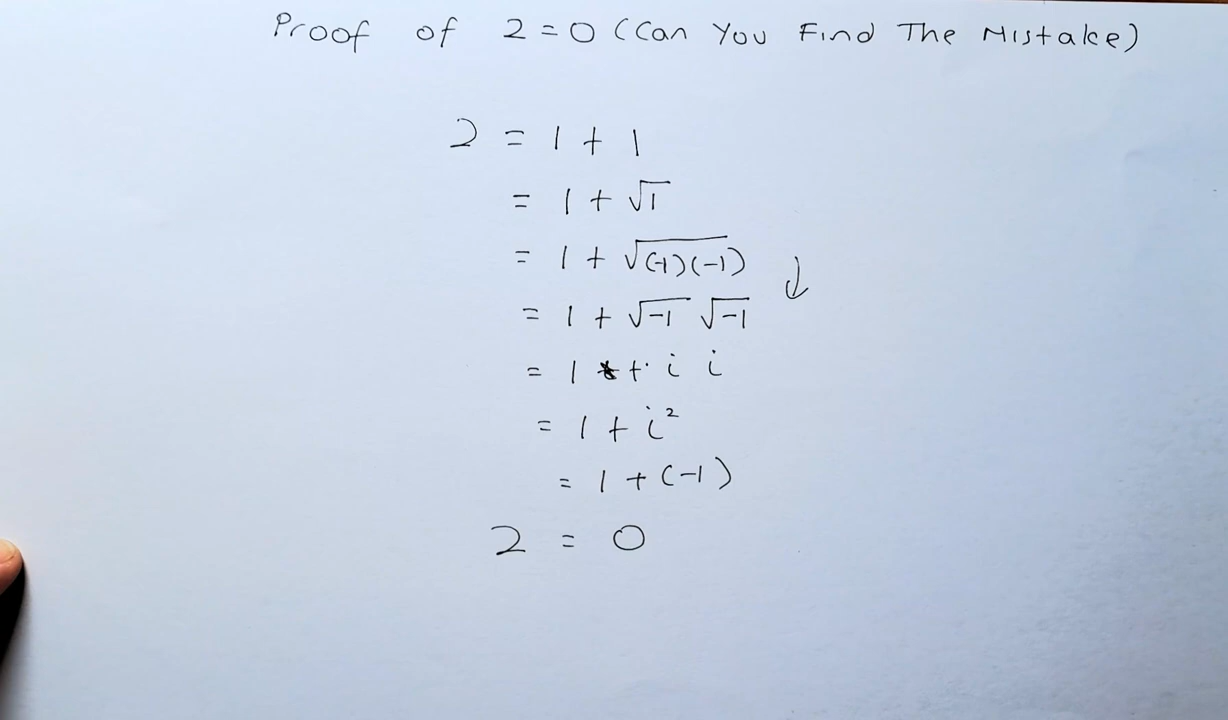 Proof of 2 = 0 (Can You Find The Mistake)
2 = 1 + 1
= 1 + √1
= 1 + √(-1)(-1) ↓
= 1 + √-1 √-1
= 1 + i i
= 1 + i²
= 1 + (-1)
2 = 0